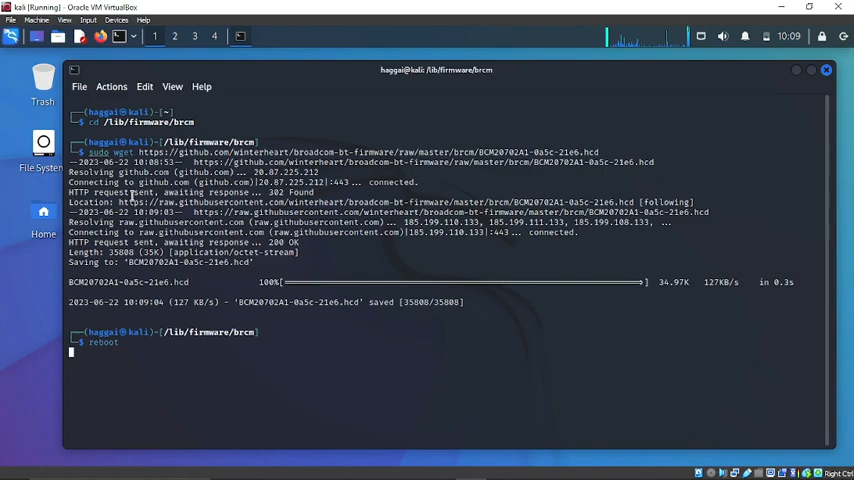 kali [Running] - Oracle VM VirtualBox
File Machine View Input Devices Help
1 2 3 4 10:09
haggai@kali: /lib/firmware/brcm
File Actions Edit View Help
Trash
File System
Home
┌──(haggai㉿kali)-[~]
└─$ cd /lib/firmware/brcm
┌──(haggai㉿kali)-[/lib/firmware/brcm]
└─$ sudo wget https://github.com/winterheart/broadcom-bt-firmware/raw/master/brcm/BCM20702A1-0a5c-21e6.hcd
--2023-06-22 10:08:53-- https://github.com/winterheart/broadcom-bt-firmware/raw/master/brcm/BCM20702A1-0a5c-21e6.hcd
Resolving github.com (github.com)... 20.87.225.212
Connecting to github.com (github.com)|20.87.225.212|:443... connected.
HTTP request sent, awaiting response... 302 Found
Location: https://raw.githubusercontent.com/winterheart/broadcom-bt-firmware/master/brcm/BCM20702A1-0a5c-21e6.hcd [following]
--2023-06-22 10:09:03-- https://raw.githubusercontent.com/winterheart/broadcom-bt-firmware/master/brcm/BCM20702A1-0a5c-21e6.hcd
Resolving raw.githubusercontent.com (raw.githubusercontent.com)... 185.199.110.133, 185.199.111.133, 185.199.108.133, ...
Connecting to raw.githubusercontent.com (raw.githubusercontent.com)|185.199.110.133|:443... connected.
HTTP request sent, awaiting response... 200 OK
Length: 35808 (35K) [application/octet-stream]
Saving to: ‘BCM20702A1-0a5c-21e6.hcd’
BCM20702A1-0a5c-21e6.hcd 100%[===================>] 34.97K 127KB/s in 0.3s
2023-06-22 10:09:04 (127 KB/s) - ‘BCM20702A1-0a5c-21e6.hcd’ saved [35808/35808]
┌──(haggai㉿kali)-[/lib/firmware/brcm]
└─$ reboot
Right Ctrl